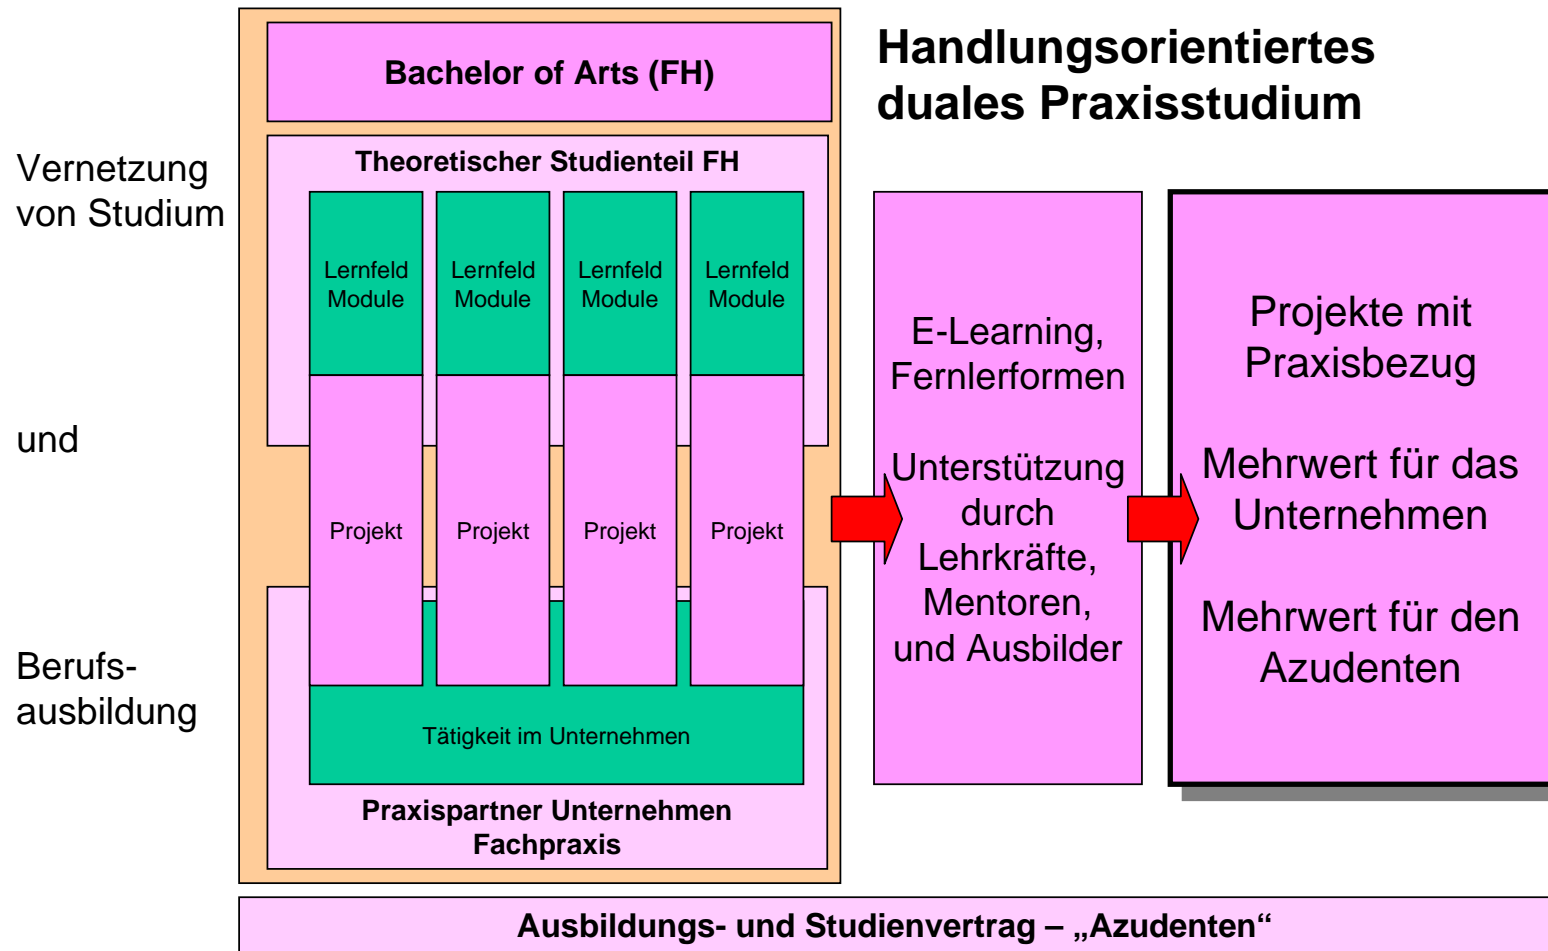 Handlungsorientiertes
duales Praxisstudium
Bachelor of Arts (FH)
Vernetzung
von Studium
und
Berufs-
ausbildung
Theoretischer Studienteil FH
Lernfeld
Module
Lernfeld
Module
Lernfeld
Module
Lernfeld
Module
Projekt
Projekt
Projekt
Projekt
Tätigkeit im Unternehmen
Praxispartner Unternehmen
Fachpraxis
E-Learning,
Fernlerformen
Unterstützung
durch
Lehrkräfte,
Mentoren,
und Ausbilder
Projekte mit
Praxisbezug
Mehrwert für das
Unternehmen
Mehrwert für den
Azudenten
Ausbildungs- und Studienvertrag – „Azudenten“